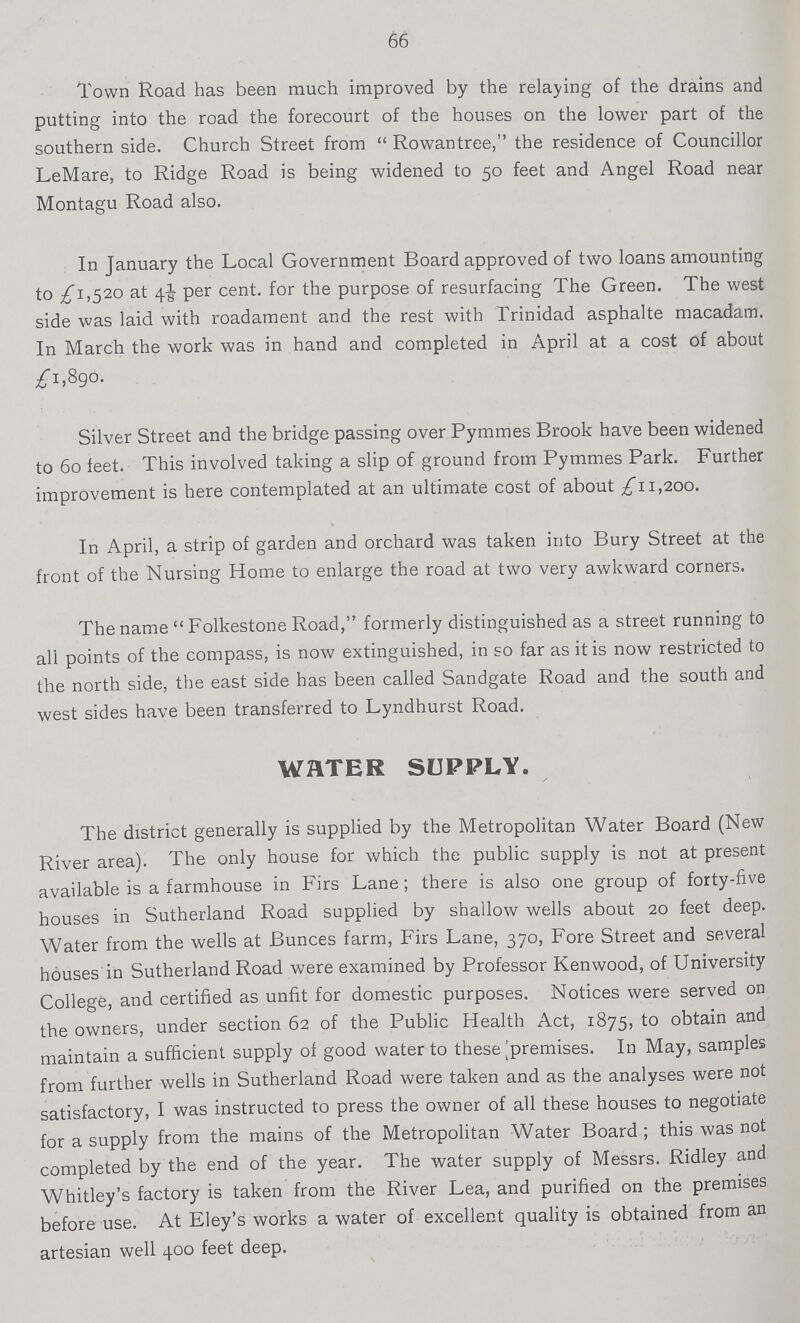 66
Town Road has been much improved by the relaying of the drains and
putting into the road the forecourt of the houses on the lower part of the
southern side. Church Street from “ Rowantree,” the residence of Councillor
LeMare, to Ridge Road is being widened to 50 feet and Angel Road near
Montagu Road also.
In January the Local Government Board approved of two loans amounting
to £1,520 at 4⅛ per cent. for the purpose of resurfacing The Green. The west
side was laid with roadament and the rest with Trinidad asphalte macadam.
In March the work was in hand and completed in April at a cost of about
£1,890.
Silver Street and the bridge passing over Pymmes Brook have been widened
to 60 feet. This involved taking a slip of ground from Pymmes Park. Further
improvement is here contemplated at an ultimate cost of about £11,200.
In April, a strip of garden and orchard was taken into Bury Street at the
front of the Nursing Home to enlarge the road at two very awkward corners.
The name “ Folkestone Road,” formerly distinguished as a street running to
all points of the compass, is now extinguished, in so far as it is now restricted to
the north side, the east side has been called Sandgate Road and the south and
west sides have been transferred to Lyndhurst Road.
WATER SUPPLY.
The district generally is supplied by the Metropolitan Water Board (New
River area). The only house for which the public supply is not at present
available is a farmhouse in Firs Lane ; there is also one group of forty-five
houses in Sutherland Road supplied by shallow wells about 20 feet deep.
Water from the wells at Bunces farm, Firs Lane, 370, Fore Street and several
houses in Sutherland Road were examined by Professor Kenwood, of University
College, and certified as unfit for domestic purposes. Notices were served on
the owners, under section 62 of the Public Health Act, 1875, to obtain and
maintain a sufficient supply of good water to these premises. In May, samples
from further wells in Sutherland Road were taken and as the analyses were not
satisfactory, I was instructed to press the owner of all these houses to negotiate
for a supply from the mains of the Metropolitan Water Board ; this was not
completed by the end of the year. The water supply of Messrs. Ridley and
Whitley’s factory is taken from the River Lea, and purified on the premises
before use. At Eley’s works a water of excellent quality is obtained from an
artesian well 400 feet deep.